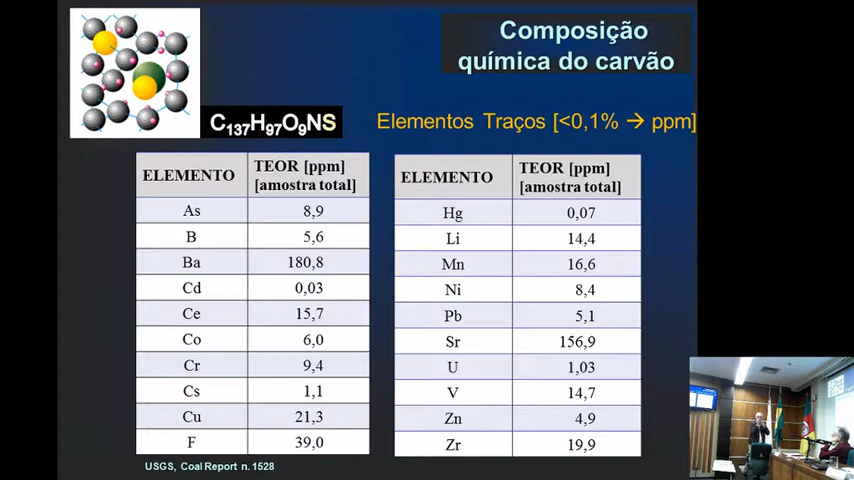 Composição
química do carvão
C₁₃₇H₉₇O₉NS
Elementos Traços [<0,1% → ppm]
ELEMENTO TEOR [ppm]
[amostra total]
As 8,9
B 5,6
Ba 180,8
Cd 0,03
Ce 15,7
Co 6,0
Cr 9,4
Cs 1,1
Cu 21,3
F 39,0
ELEMENTO TEOR [ppm]
[amostra total]
Hg 0,07
Li 14,4
Mn 16,6
Ni 8,4
Pb 5,1
Sr 156,9
U 1,03
V 14,7
Zn 4,9
Zr 19,9
USGS, Coal Report n. 1528